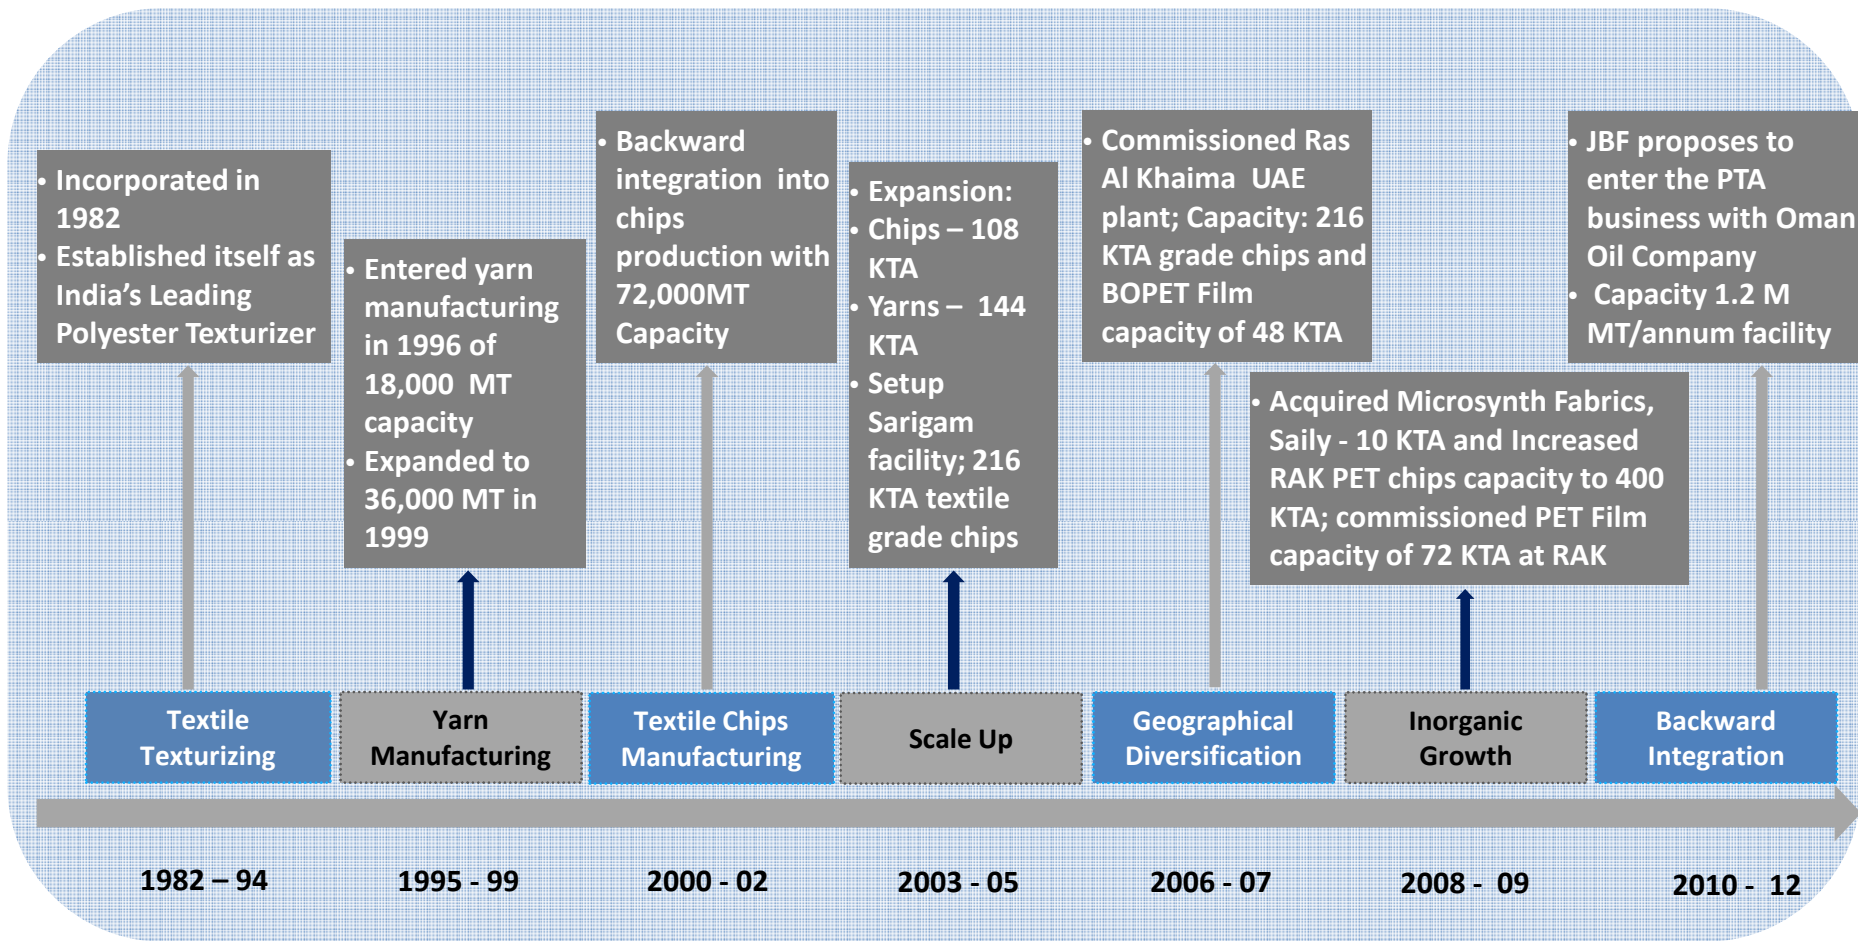 • Incorporated in
1982
• Established itself as
India’s Leading
Polyester Texturizer
• Entered yarn
manufacturing
in 1996 of
18,000 MT
capacity
• Expanded to
36,000 MT in
1999
• Backward
integration into
chips
production with
72,000MT
Capacity
• Expansion:
• Chips – 108
KTA
• Yarns – 144
KTA
• Setup
Sarigam
facility; 216
KTA textile
grade chips
• Commissioned Ras
Al Khaima UAE
plant; Capacity: 216
KTA grade chips and
BOPET Film
capacity of 48 KTA
• Acquired Microsynth Fabrics,
Saily - 10 KTA and Increased
RAK PET chips capacity to 400
KTA; commissioned PET Film
capacity of 72 KTA at RAK
• JBF proposes to
enter the PTA
business with Oman
Oil Company
• Capacity 1.2 M
MT/annum facility
Textile
Texturizing
Yarn
Manufacturing
Textile Chips
Manufacturing
Scale Up
Geographical
Diversification
Inorganic
Growth
Backward
Integration
1982 – 94
1995 - 99
2000 - 02
2003 - 05
2006 - 07
2008 - 09
2010 - 12